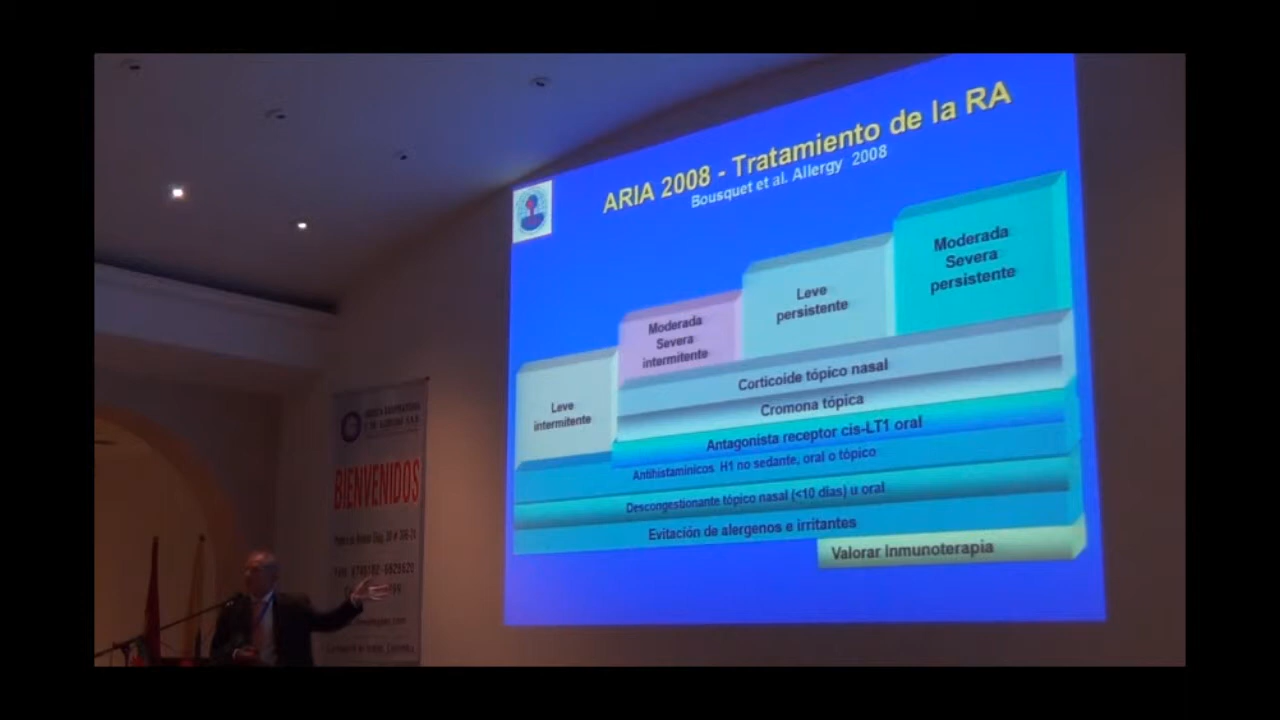 ARIA 2008 - Tratamiento de la RA
Bousquet et al. Allergy 2008
Moderada
Severa
persistente
Leve
persistente
Moderada
Severa
intermitente
Leve
intermitente
Corticoide tópico nasal
Cromona tópica
Antagonista receptor cis-LT1 oral
Antihistamínicos H1 no sedante, oral o tópico
Descongestionante tópico nasal (<10 días) u oral
Evitación de alergenos e irritantes
Valorar Inmunoterapia
BIENVENIDOS